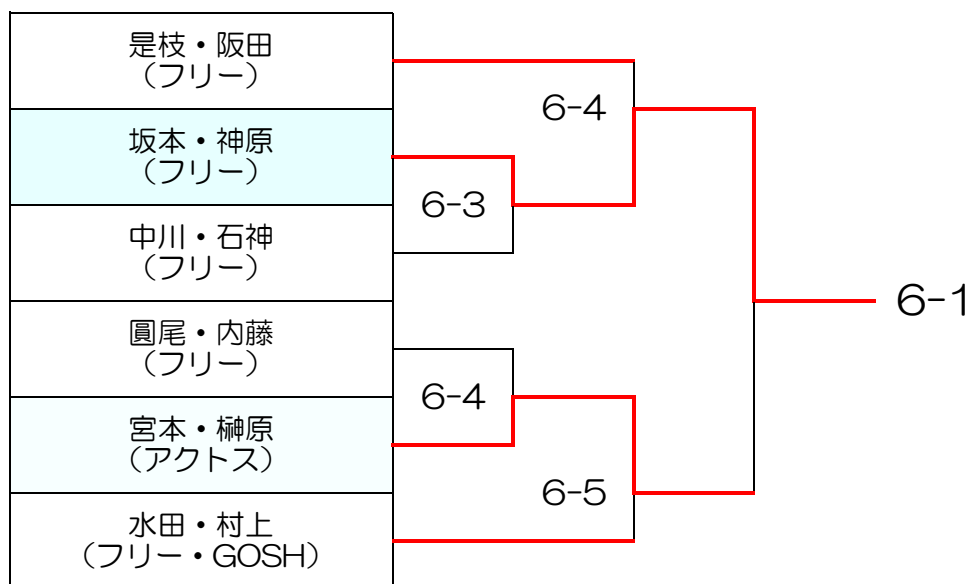 是枝・阪田
（フリー）
坂本・神原
（フリー）
中川・石神
（フリー）
圓尾・内藤
（フリー）
宮本・榊原
（アクトス）
水田・村上
（フリー・GOSH）
6-4
6-3
6-4
6-5
6-1